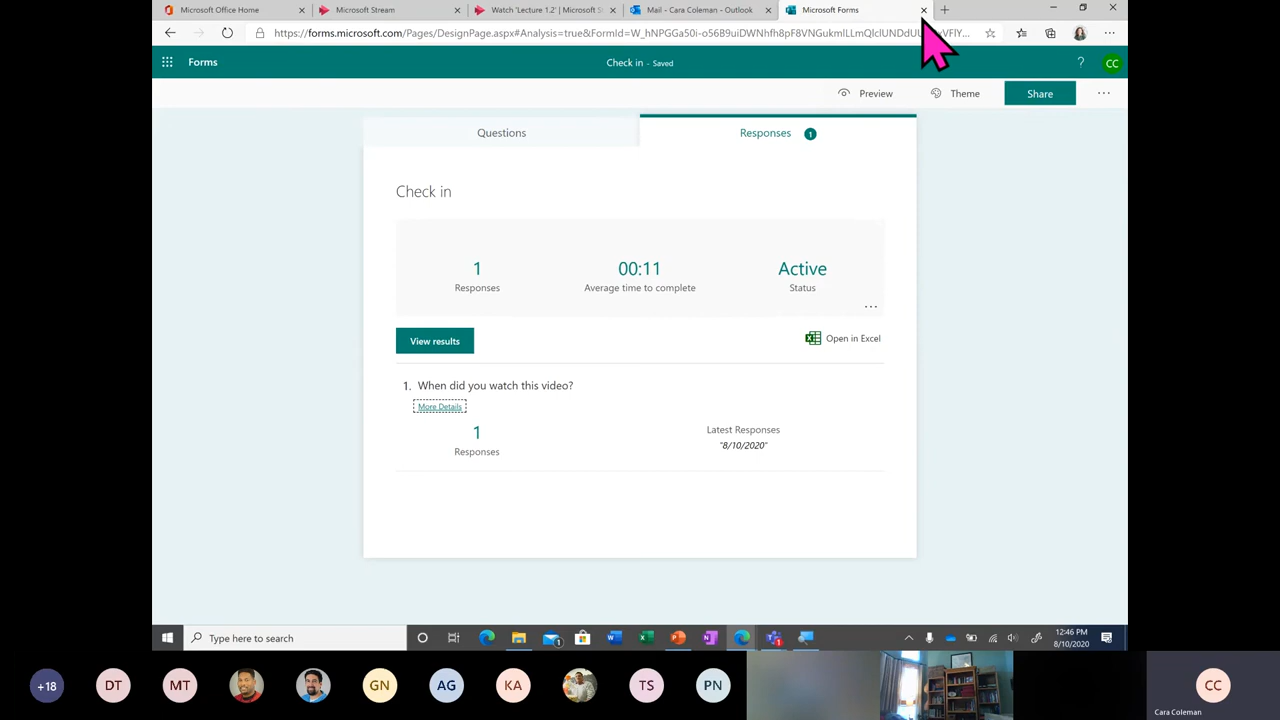 Microsoft Office Home
Microsoft Stream
Watch 'Lecture 1.2' | Microsoft S
Mail - Cara Coleman - Outlook
Microsoft Forms
Forms
Check in - Saved
?
CC
Preview
Theme
Share
Questions
Responses 1
Check in
1
Responses
00:11
Average time to complete
Active
Status
View results
Open in Excel
1. When did you watch this video?
More Details
1
Responses
Latest Responses
"8/10/2020"
Type here to search
12:46 PM
8/10/2020
+18
DT
MT
GN
AG
KA
TS
PN
CC
Cara Coleman